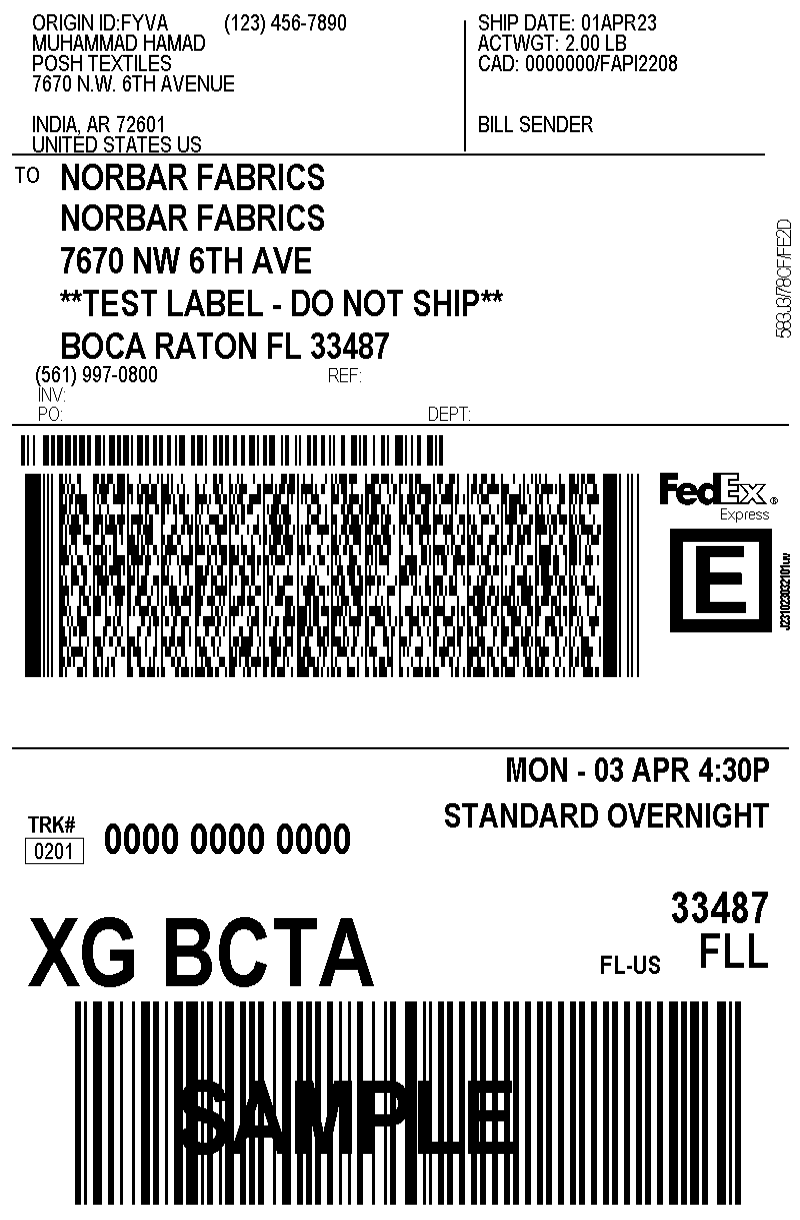 ORIGIN ID:FYVA (123) 456-7890
MUHAMMAD HAMAD
POSH TEXTILES
7670 N.W. 6TH AVENUE
INDIA, AR 72601
UNITED STATES US
SHIP DATE: 01APR23
ACTWGT: 2.00 LB
CAD: 0000000/FAPI2208
BILL SENDER
TO NORBAR FABRICS
NORBAR FABRICS
7670 NW 6TH AVE
**TEST LABEL - DO NOT SHIP**
BOCA RATON FL 33487
(561) 997-0800 REF:
INV:
PO: DEPT:
583J3/78CF/FE2D
FedEx®
Express
E
J231023032101uv
MON - 03 APR 4:30P
STANDARD OVERNIGHT
TRK#
0201
0000 0000 0000
33487
XG BCTA
FL-US FLL
SAMPLE